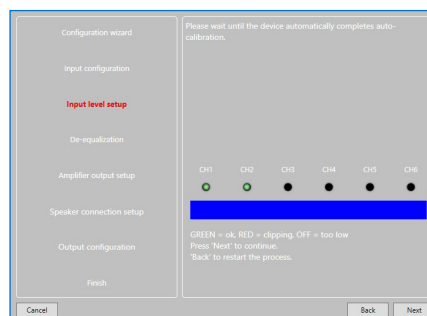 Configuration wizard
Input configuration
Input level setup
De-equalization
Amplifier output setup
Speaker connection setup
Output configuration
Finish
Please wait until the device automatically completes auto-
calibration.
CH1 CH2 CH3 CH4 CH5 CH6
GREEN = ok, RED = clipping, OFF = too low
Press 'Next' to continue,
'Back' to restart the process.
Cancel Back Next